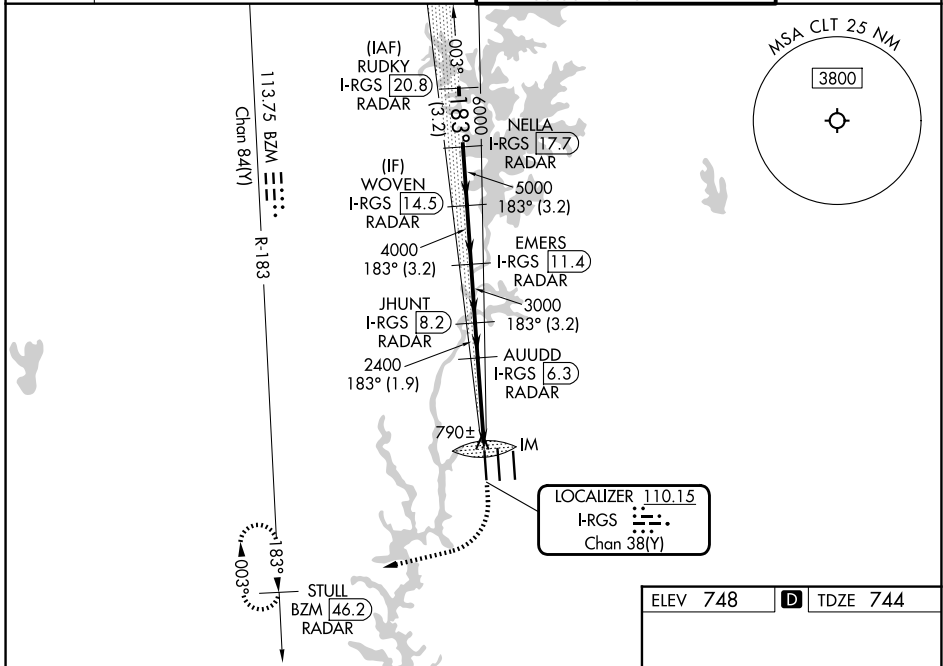 (IAF)
RUDKY
I-RGS 20.8
RADAR
(3.2)
003°
183°
6000
NELLA
I-RGS 17.7
RADAR
5000
183° (3.2)
(IF)
WOVEN
I-RGS 14.5
RADAR
4000
183° (3.2)
EMERS
I-RGS 11.4
RADAR
3000
183° (3.2)
JHUNT
I-RGS 8.2
RADAR
2400
183° (1.9)
AUUDD
I-RGS 6.3
RADAR
790±
IM
LOCALIZER 110.15
I-RGS
Chan 38(Y)
113.75 BZM
Chan 84(Y)
R-183
183°
003°
STULL
BZM 46.2
RADAR
MSA CLT 25 NM
3800
ELEV 748 D TDZE 744